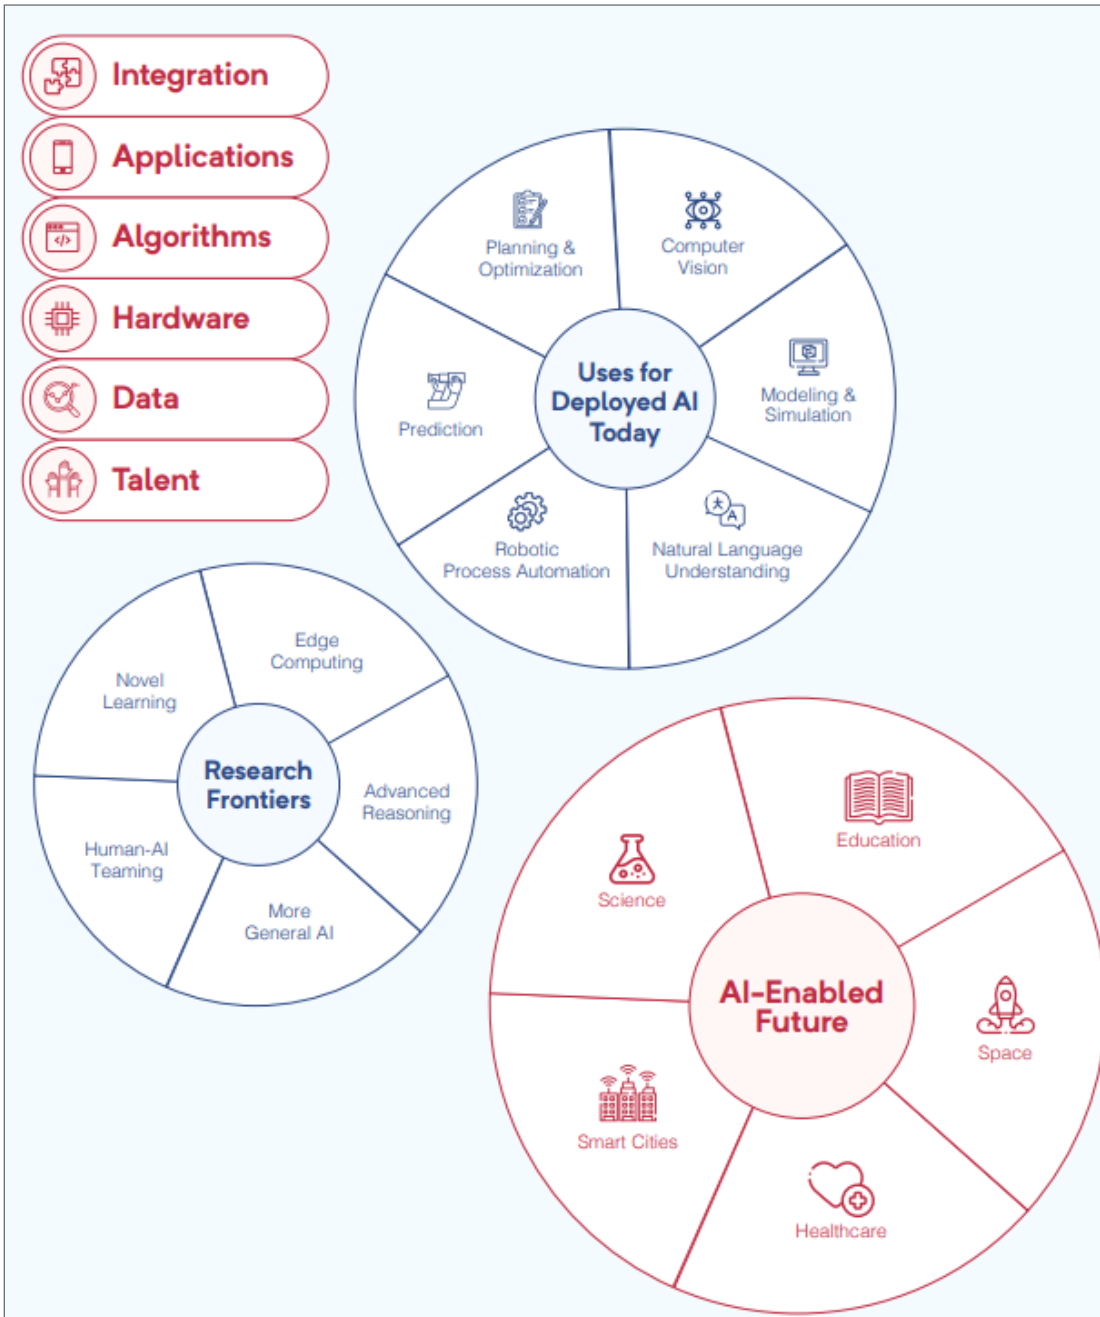 Integration
Applications
Algorithms
Hardware
Data
Talent
Planning &
Optimization
Computer
Vision
Prediction
Uses for
Deployed AI
Today
Modeling &
Simulation
Robotic
Process Automation
Natural Language
Understanding
Novel
Learning
Edge
Computing
Research
Frontiers
Advanced
Reasoning
Human-AI
Teaming
More
General AI
Science
Education
AI-Enabled
Future
Space
Smart Cities
Healthcare